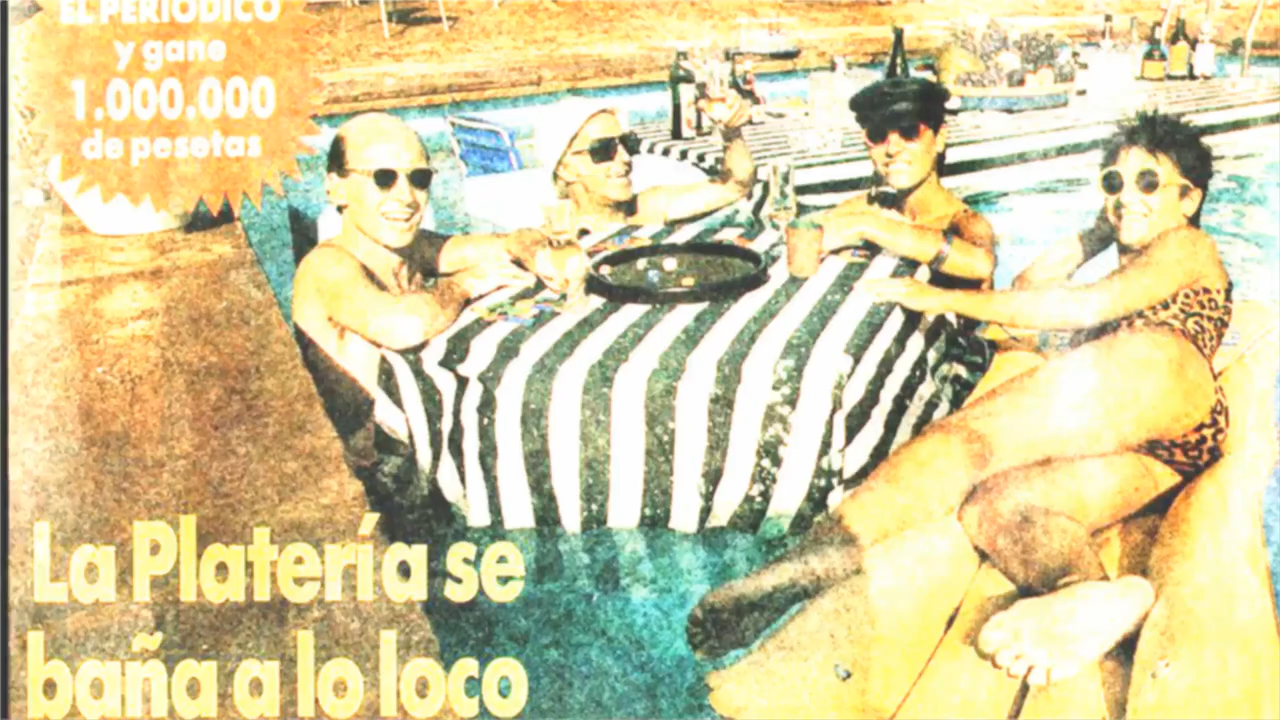 EL PERIODICO
y gane
1.000.000
de pesetas
La Platería se
baña a lo loco